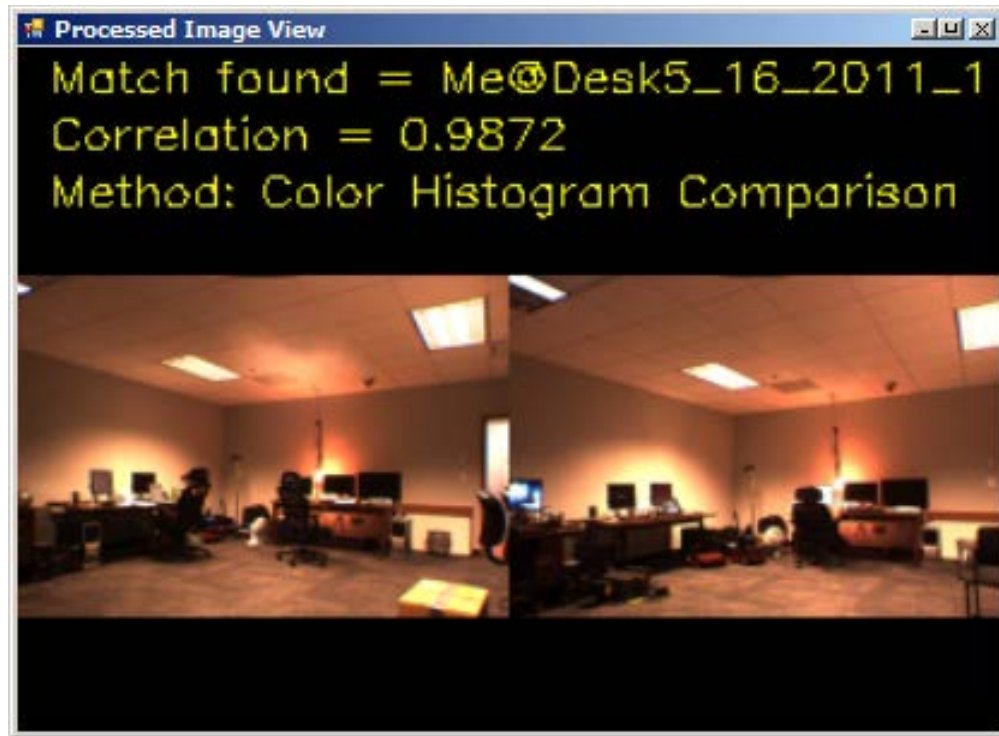 Processed Image View
Match found = Me@Desk5_16_2011_1
Correlation = 0.9872
Method: Color Histogram Comparison